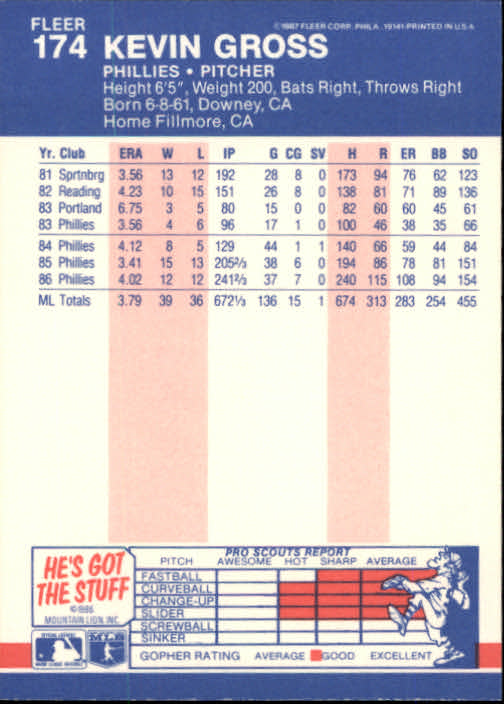 FLEER
174 KEVIN GROSS
©1987 FLEER CORP. PHILA. 19141-PRINTED IN U.S.A
PHILLIES • PITCHER
Height 6'5", Weight 200, Bats Right, Throws Right
Born 6-8-61, Downey, CA
Home Fillmore, CA
Yr. Club ERA W L IP G CG SV H R ER BB SO
81 Sprtnbrg 3.56 13 12 192 28 8 0 173 94 76 62 123
82 Reading 4.23 10 15 151 26 8 0 138 81 71 89 136
83 Portland 6.75 3 5 80 15 0 0 82 60 60 45 61
83 Phillies 3.56 4 6 96 17 1 0 100 46 38 35 66
84 Phillies 4.12 8 5 129 44 1 1 140 66 59 44 84
85 Phillies 3.41 15 13 205⅔ 38 6 0 194 86 78 81 151
86 Phillies 4.02 12 12 241⅔ 37 7 0 240 115 108 94 154
ML Totals 3.79 39 36 672⅓ 136 15 1 674 313 283 254 455
HE'S GOT
THE STUFF
©1986
MOUNTAIN LION, INC.
MLB
PRO SCOUTS REPORT
PITCH AWESOME HOT SHARP AVERAGE
FASTBALL
CURVEBALL
CHANGE-UP
SLIDER
SCREWBALL
SINKER
GOPHER RATING AVERAGE GOOD EXCELLENT